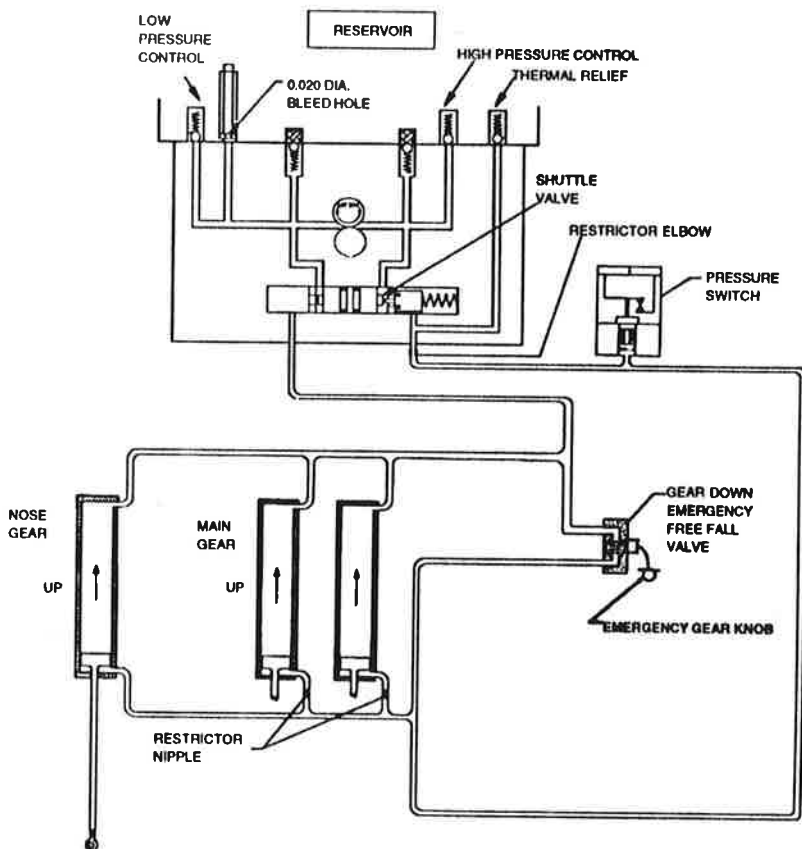 LOW
PRESSURE
CONTROL
RESERVOIR
0.020 DIA.
BLEED HOLE
HIGH PRESSURE CONTROL
THERMAL RELIEF
SHUTTLE
VALVE
RESTRICTOR ELBOW
PRESSURE
SWITCH
NOSE
GEAR
UP
MAIN
GEAR
UP
GEAR DOWN
EMERGENCY
FREE FALL
VALVE
EMERGENCY GEAR KNOB
RESTRICTOR
NIPPLE